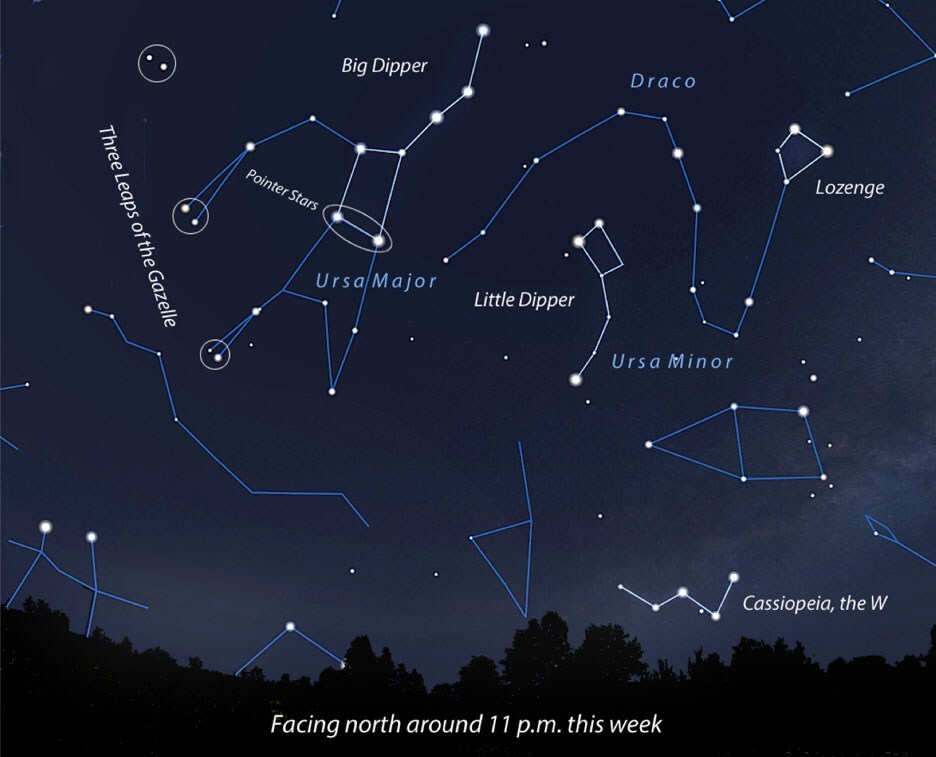 Big Dipper
Draco
Three Leaps of the Gazelle
Pointer Stars
Lozenge
Ursa Major
Little Dipper
Ursa Minor
Cassiopeia, the W
Facing north around 11 p.m. this week